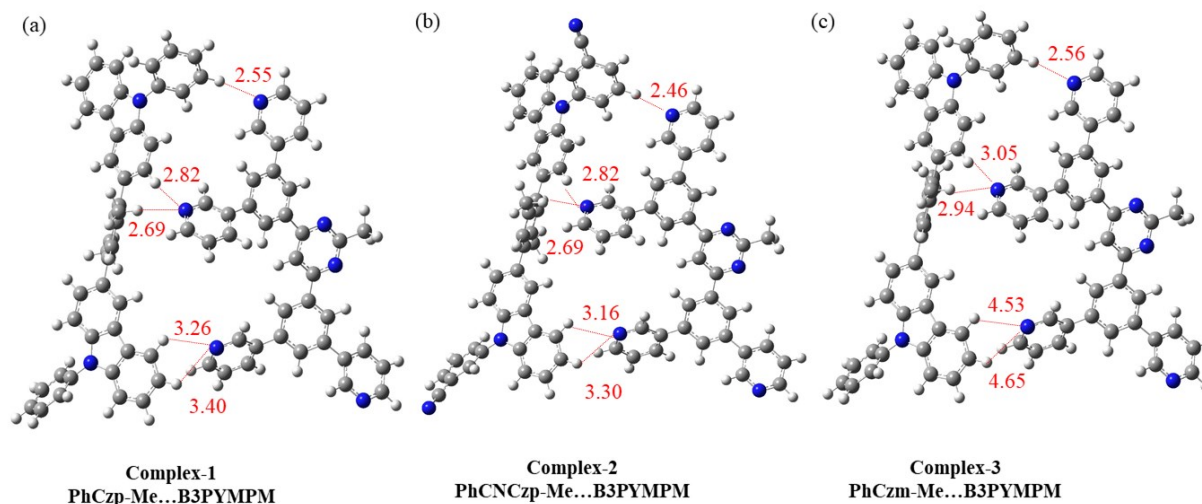 (a)
2.55
2.82
2.69
3.26
3.40
Complex-1
PhCzp-Me...B3PYMPM
(b)
2.46
2.82
2.69
3.16
3.30
Complex-2
PhCNCzp-Me...B3PYMPM
(c)
2.56
3.05
2.94
4.53
4.65
Complex-3
PhCzm-Me...B3PYMPM